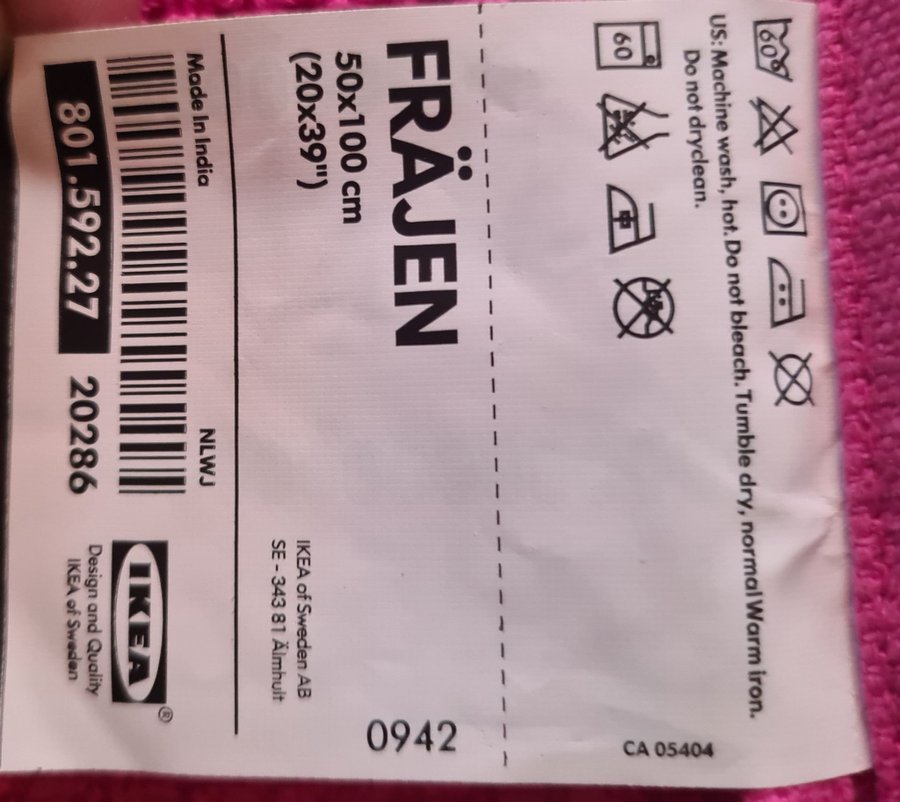 60
US: Machine wash, hot. Do not bleach. Tumble dry, normal Warm iron.
Do not dryclean.
60
CA 05404
FRÄJEN
50x100 cm
(20x39")
0942
IKEA of Sweden AB
SE - 343 81 Älmhult
Made In India
NLWJ
801.592.27 20286
IKEA ®
Design and Quality
IKEA of Sweden